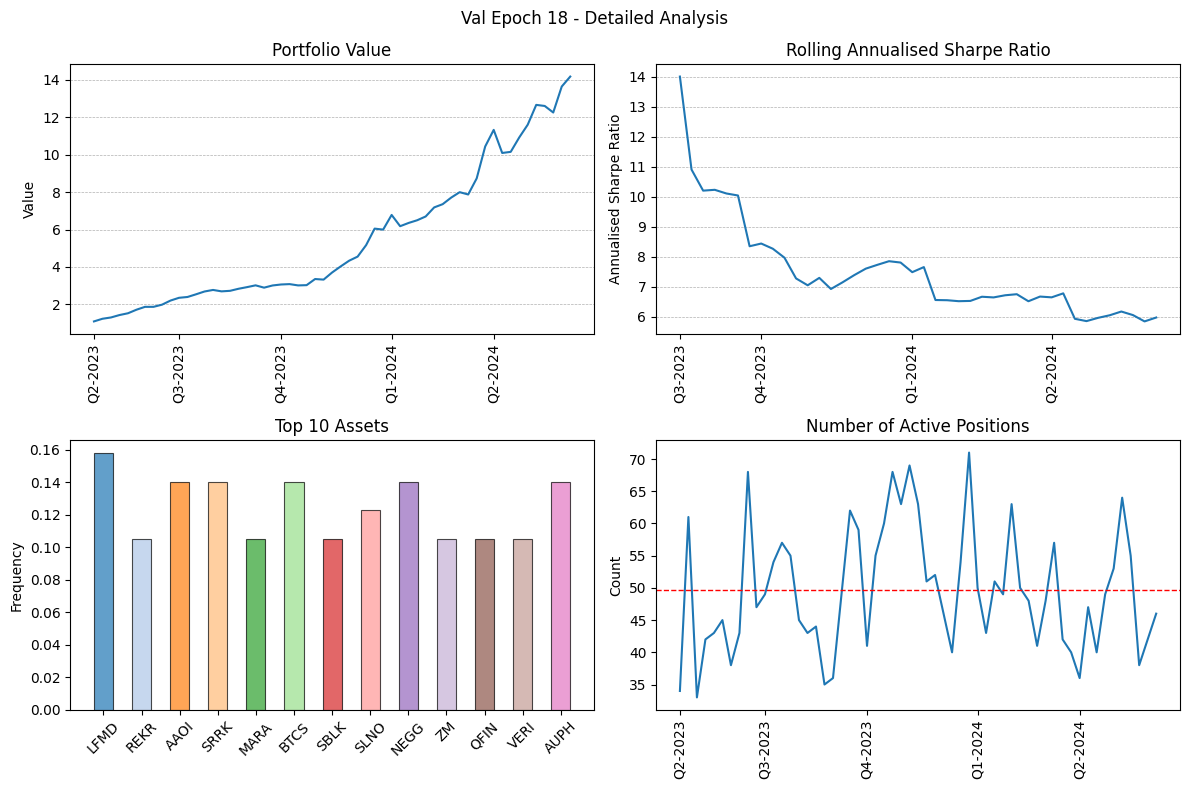 Val Epoch 18 - Detailed Analysis
Portfolio Value
Value
14
12
10
8
6
4
2
Q2-2023
Q3-2023
Q4-2023
Q1-2024
Q2-2024
Rolling Annualised Sharpe Ratio
Annualised Sharpe Ratio
14
13
12
11
10
9
8
7
6
Q3-2023
Q4-2023
Q1-2024
Q2-2024
Top 10 Assets
Frequency
0.16
0.14
0.12
0.10
0.08
0.06
0.04
0.02
0.00
LFMD
REKR
AAOI
SRRK
MARA
BTCS
SBLK
SLNO
NEGG
ZM
QFIN
VERI
AUPH
Number of Active Positions
Count
70
65
60
55
50
45
40
35
Q2-2023
Q3-2023
Q4-2023
Q1-2024
Q2-2024